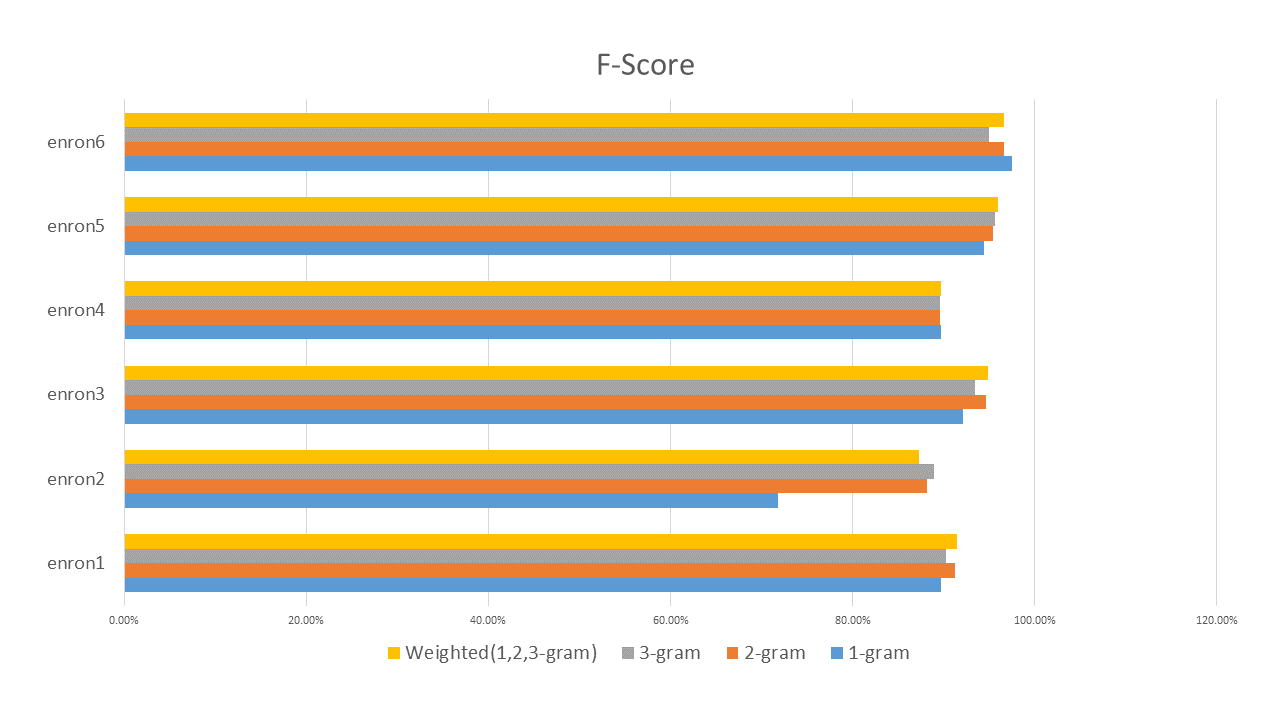 F-Score
enron6
enron5
enron4
enron3
enron2
enron1
0.00% 20.00% 40.00% 60.00% 80.00% 100.00% 120.00%
Weighted(1,2,3-gram) 3-gram 2-gram 1-gram